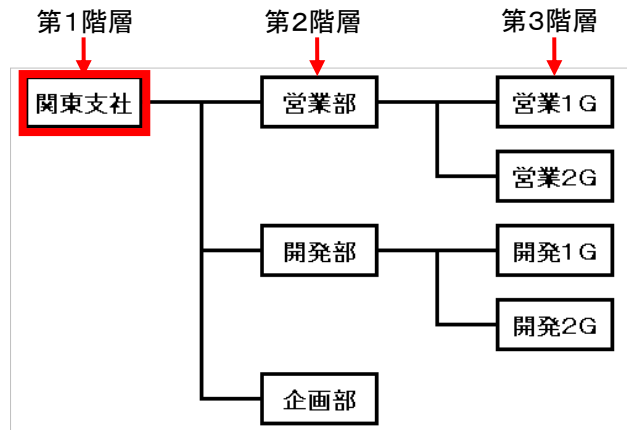 第1階層
第2階層
第3階層
関東支社
営業部
営業1G
営業2G
開発部
開発1G
開発2G
企画部